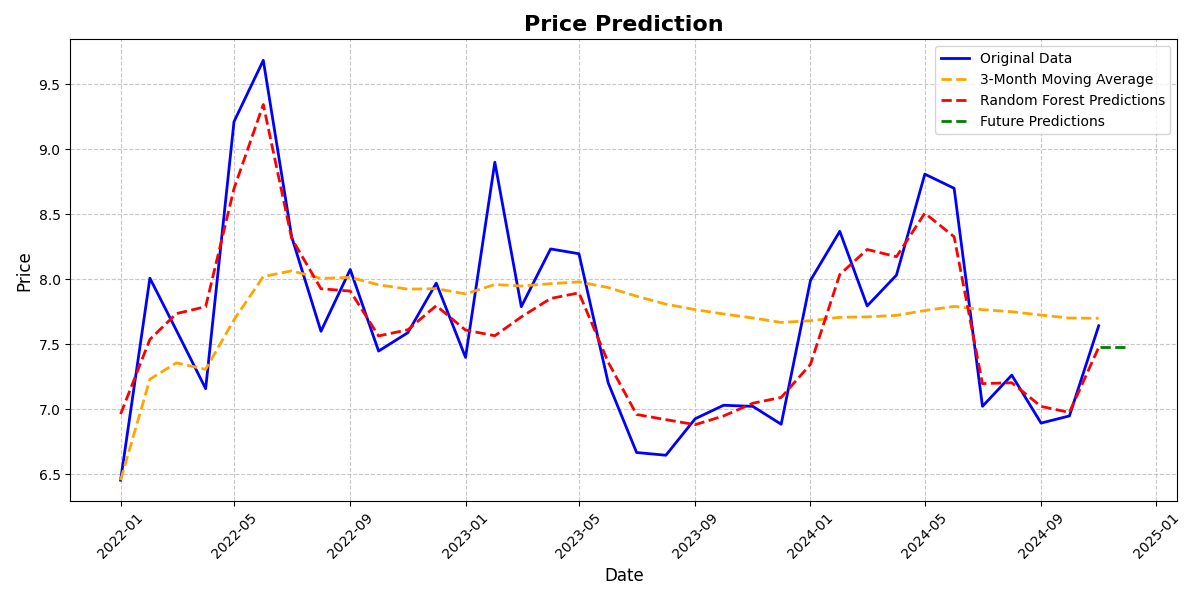 Price Prediction
Original Data
3-Month Moving Average
Random Forest Predictions
Future Predictions
Price
9.5
9.0
8.5
8.0
7.5
7.0
6.5
2022-01
2022-05
2022-09
2023-01
2023-05
2023-09
2024-01
2024-05
2024-09
2025-01
Date